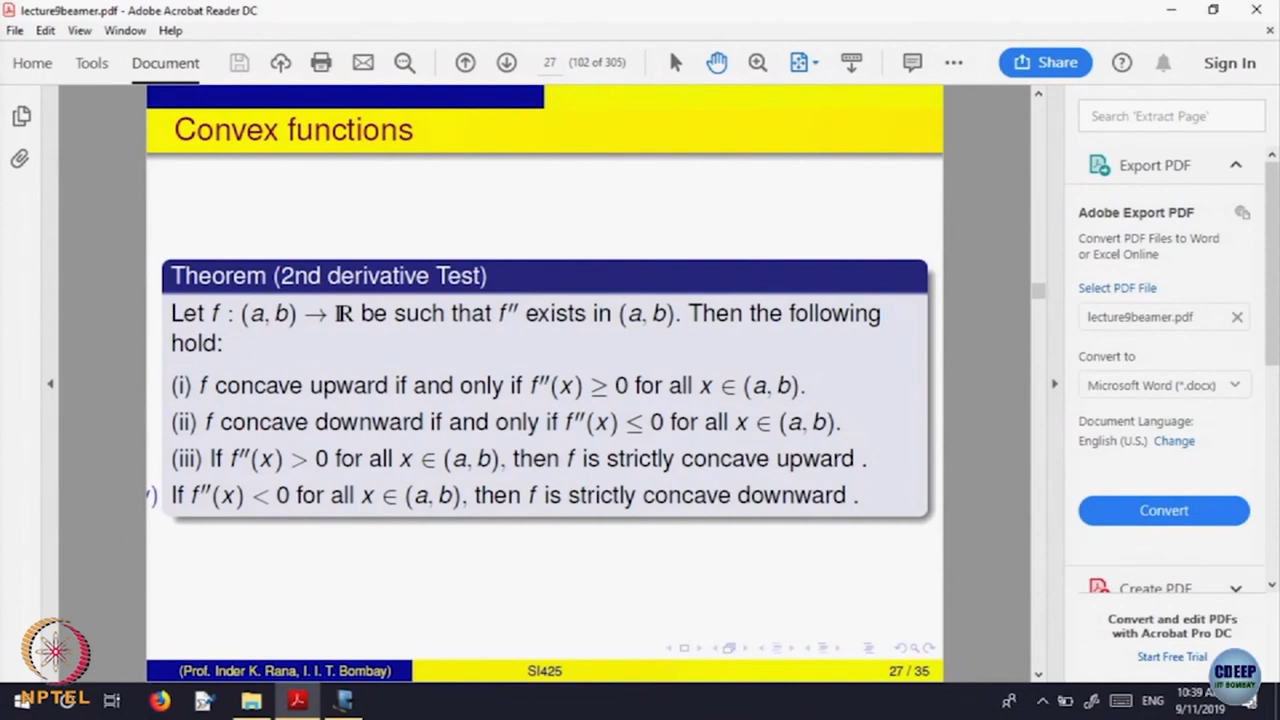 lecture9beamer.pdf - Adobe Acrobat Reader DC
File Edit View Window Help
Home Tools Document 27 (102 of 305) Share Sign In
Convex functions
Theorem (2nd derivative Test)
Let f : (a, b) → ℝ be such that f″ exists in (a, b). Then the following
hold:
(i) f concave upward if and only if f″(x) ≥ 0 for all x ∈ (a, b).
(ii) f concave downward if and only if f″(x) ≤ 0 for all x ∈ (a, b).
(iii) If f″(x) > 0 for all x ∈ (a, b), then f is strictly concave upward .
If f″(x) < 0 for all x ∈ (a, b), then f is strictly concave downward .
(Prof. Inder K. Rana, I. I. T. Bombay) SI425 27 / 35
Search 'Extract Page'
Export PDF
Adobe Export PDF
Convert PDF Files to Word
or Excel Online
Select PDF File
lecture9beamer.pdf
Convert to
Microsoft Word (*.docx)
Document Language:
English (U.S.) Change
Convert
Create PDF
Convert and edit PDFs
with Acrobat Pro DC
Start Free Trial
NPTEL
CDEEP
IIT BOMBAY
ENG
10:39
9/11/2019